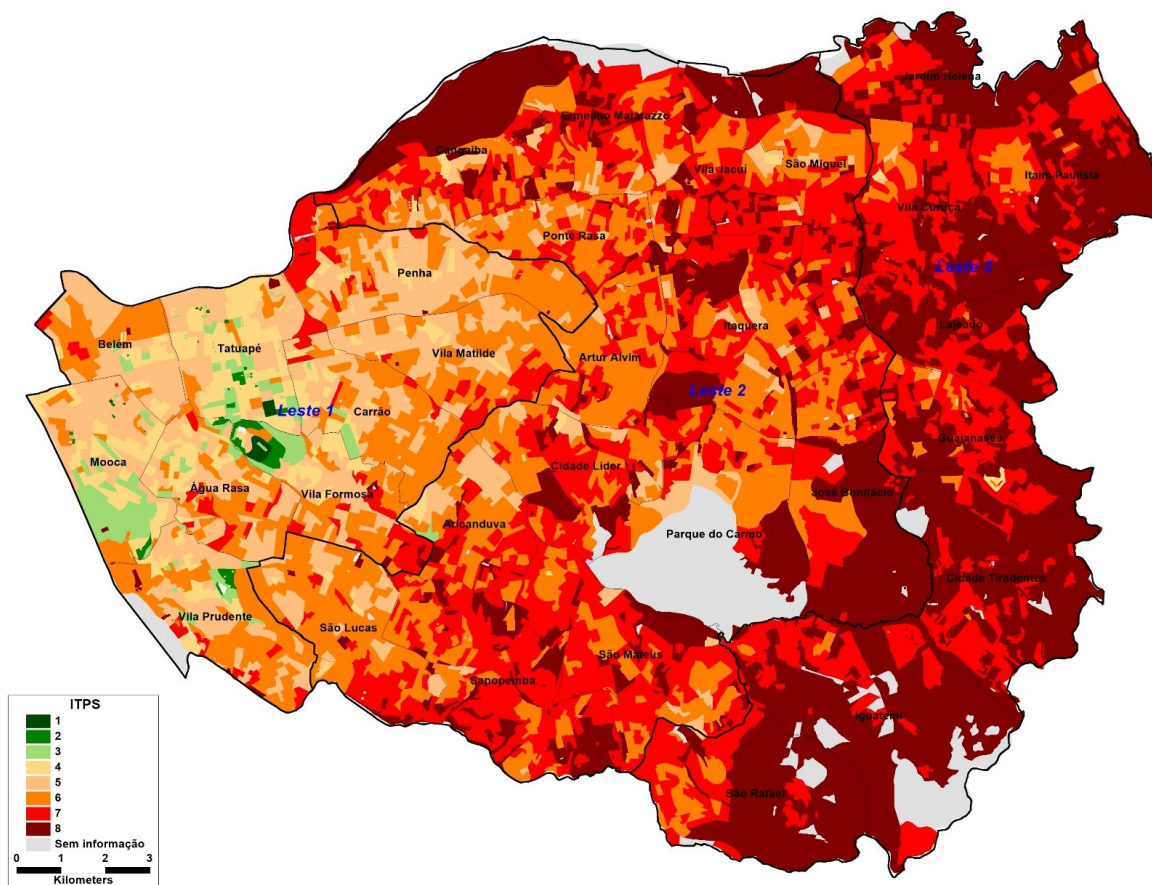 Jardim Helena
Ermelino Matarazzo
Cangaiba
Vila Jacuí
São Miguel
Itaim Paulista
Vila Curuçá
Ponte Rasa
Penha
Leste 3
Itaquera
Lajeado
Belém
Tatuapé
Vila Matilde
Artur Alvim
Leste 2
Leste 1
Carrão
Guaianases
Mooca
Cidade Lider
Água Rasa
Vila Formosa
José Bonifácio
Aricanduva
Parque do Carmo
Cidade Tiradentes
Vila Prudente
São Lucas
São Mateus
Sapopemba
Iguatemi
São Rafael
ITPS
1
2
3
4
5
6
7
8
Sem informação
0 1 2 3
Kilometers